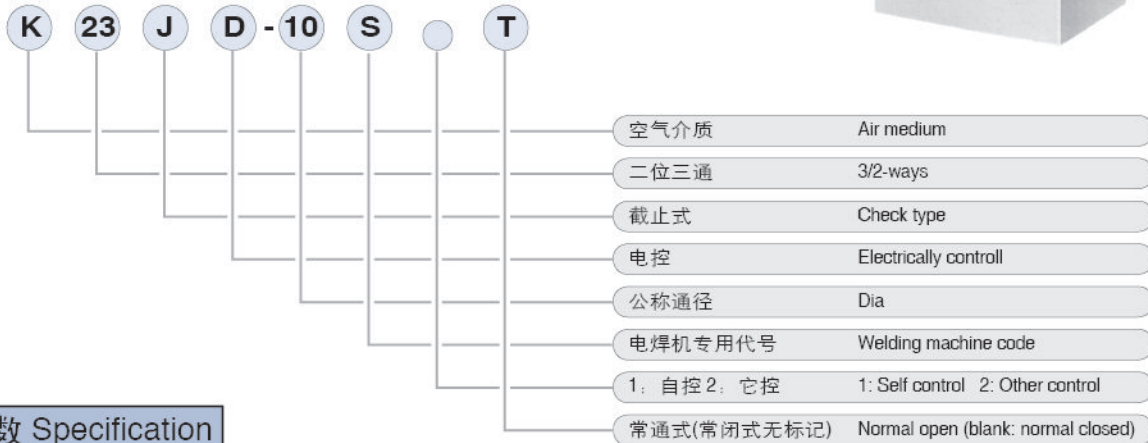 K 23 J D - 10 S T
空气介质 Air medium
二位三通 3/2-ways
截止式 Check type
电控 Electrically controll
公称通径 Dia
电焊机专用代号 Welding machine code
1：自控 2：它控 1: Self control 2: Other control
常通式(常闭式无标记) Normal open (blank: normal closed)
数 Specification